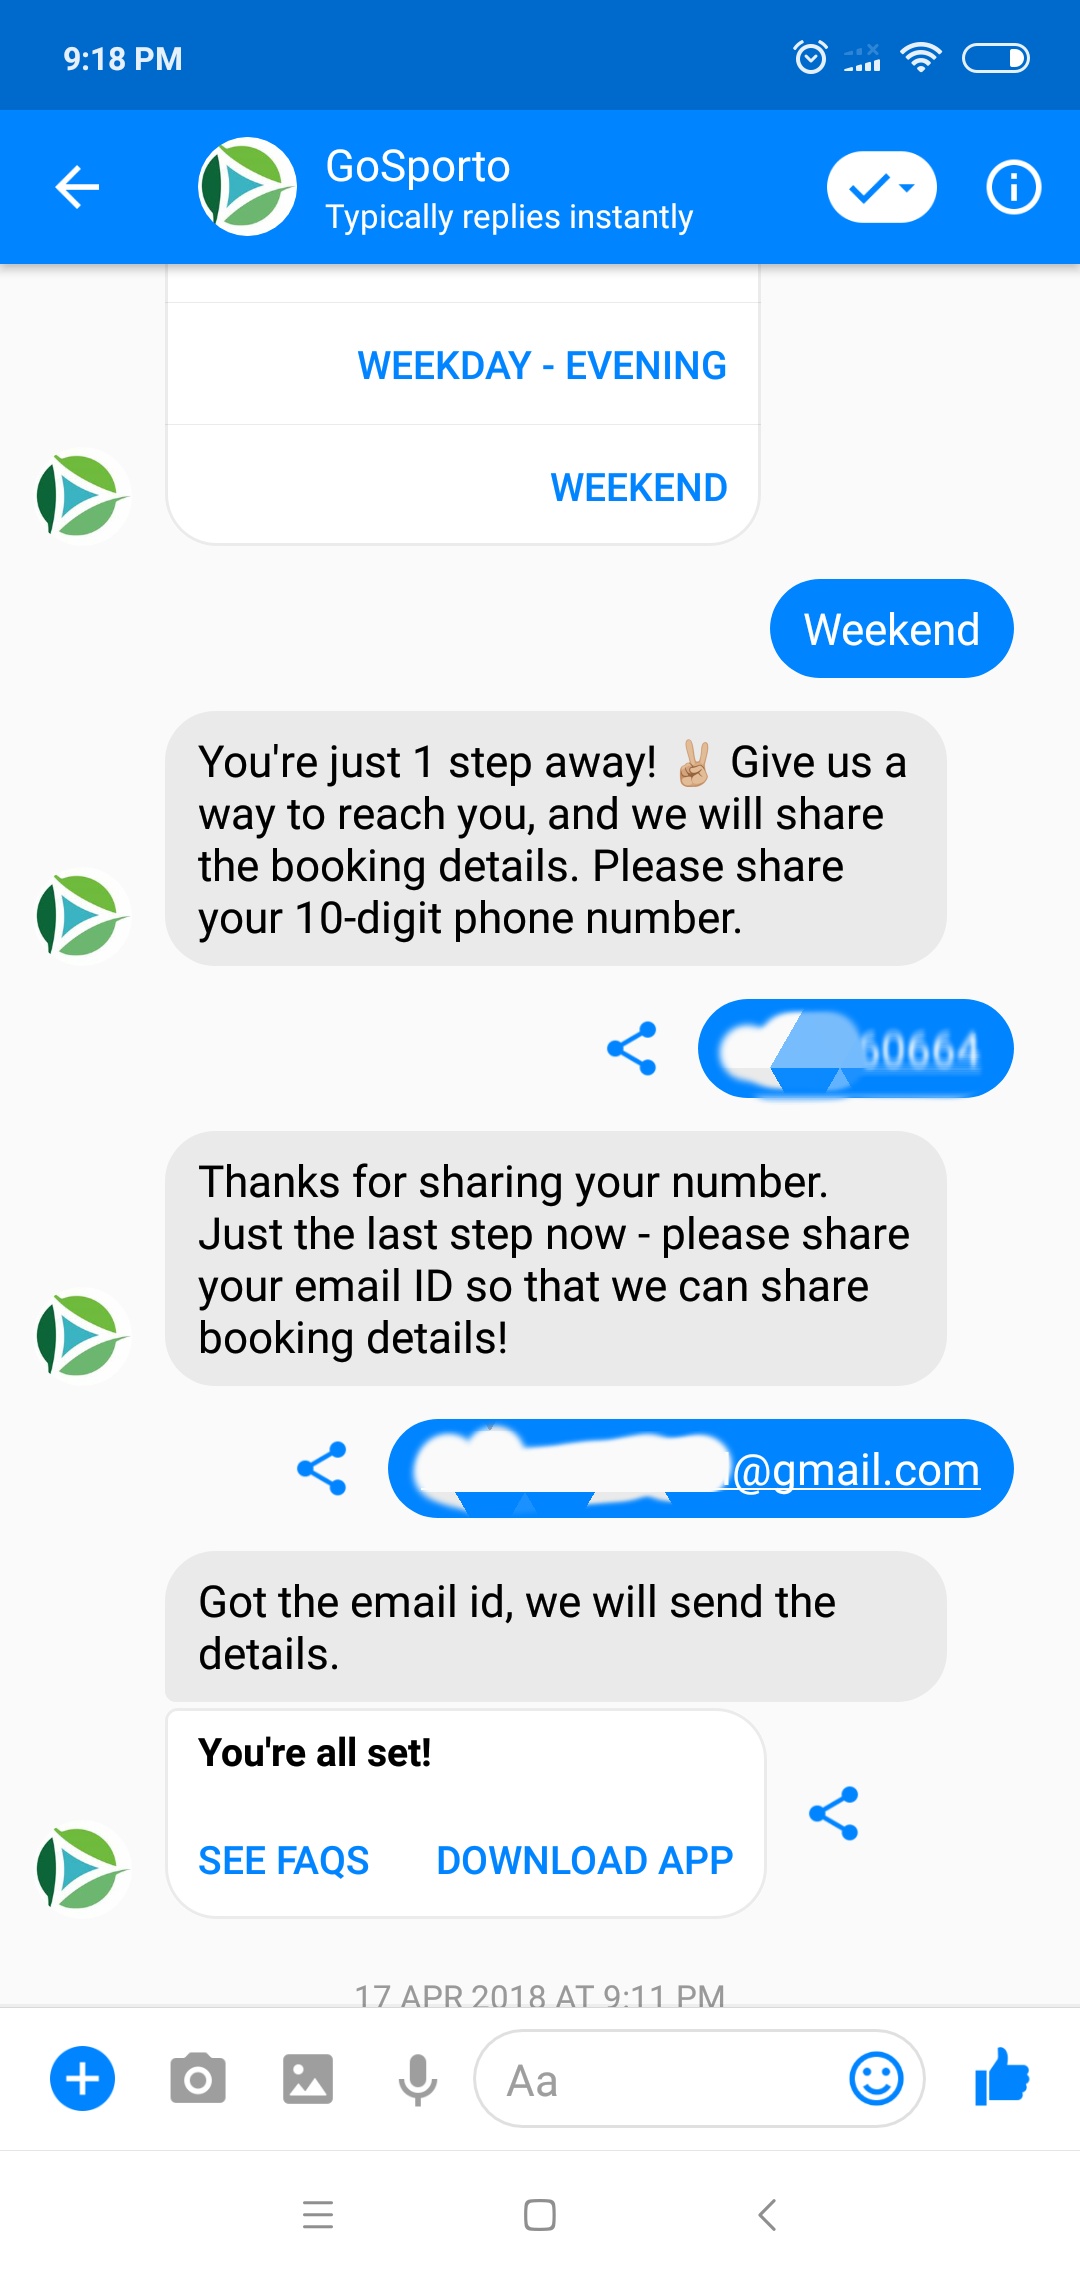 9:18 PM
GoSporto
Typically replies instantly
WEEKDAY - EVENING
WEEKEND
Weekend
You're just 1 step away! ✌🏼 Give us a
way to reach you, and we will share
the booking details. Please share
your 10-digit phone number.
60664
Thanks for sharing your number.
Just the last step now - please share
your email ID so that we can share
booking details!
@gmail.com
Got the email id, we will send the
details.
You're all set!
SEE FAQS DOWNLOAD APP
17 APR 2018 AT 9:11 PM
Aa